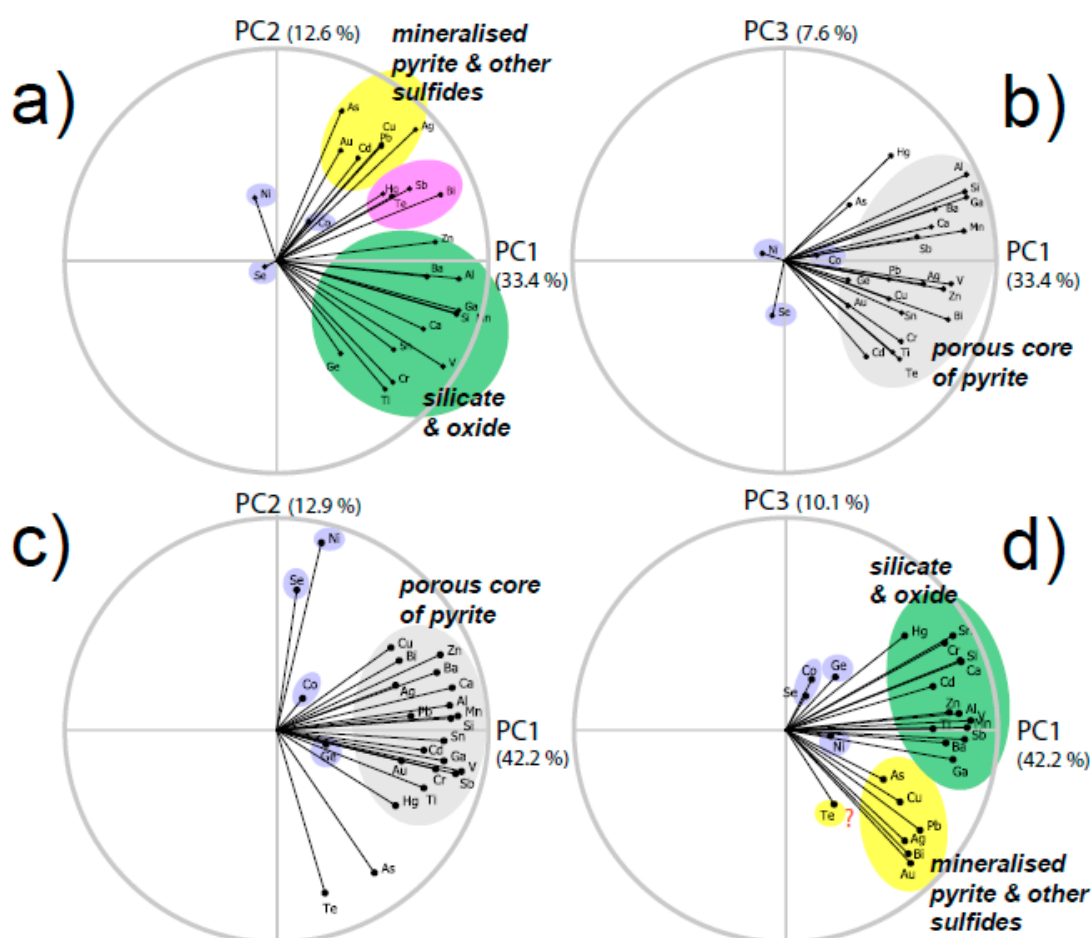 a)
PC2 (12.6 %)
mineralised
pyrite & other
sulfides
As
Cu
Pb
Ag
Au
Cd
Hg
Sb
Te
Bi
Ni
Co
Se
Zn
PC1
(33.4 %)
Ba
Al
Ga
Si
Mn
Ca
Sn
Ge
V
Cr
Ti
silicate
& oxide
b)
PC3 (7.6 %)
Hg
Al
Si
Ga
As
Ba
Ca
Mn
Sb
Ni
Co
PC1
(33.4 %)
Pb
Ag
V
Ge
Zn
Cu
Au
Sn
Bi
Se
Cr
Cd
Ti
Te
porous core
of pyrite
c)
PC2 (12.9 %)
Ni
Se
porous core
of pyrite
Cu
Bi
Zn
Ba
Co
Ag
Ca
Al
Pb
Mn
Si
PC1
(42.2 %)
Sn
Ge
Cd
Ga
Au
Cr
V
Sb
Hg
Ti
As
Te
d)
PC3 (10.1 %)
silicate
& oxide
Hg
Sn
Cr
Si
Ca
Co
Ge
Se
Cd
Zn
Al
V
Ti
Mn
PC1
(42.2 %)
Ni
Sb
Ba
Ga
As
Cu
Te ?
Pb
Ag
Bi
Au
mineralised
pyrite & other
sulfides